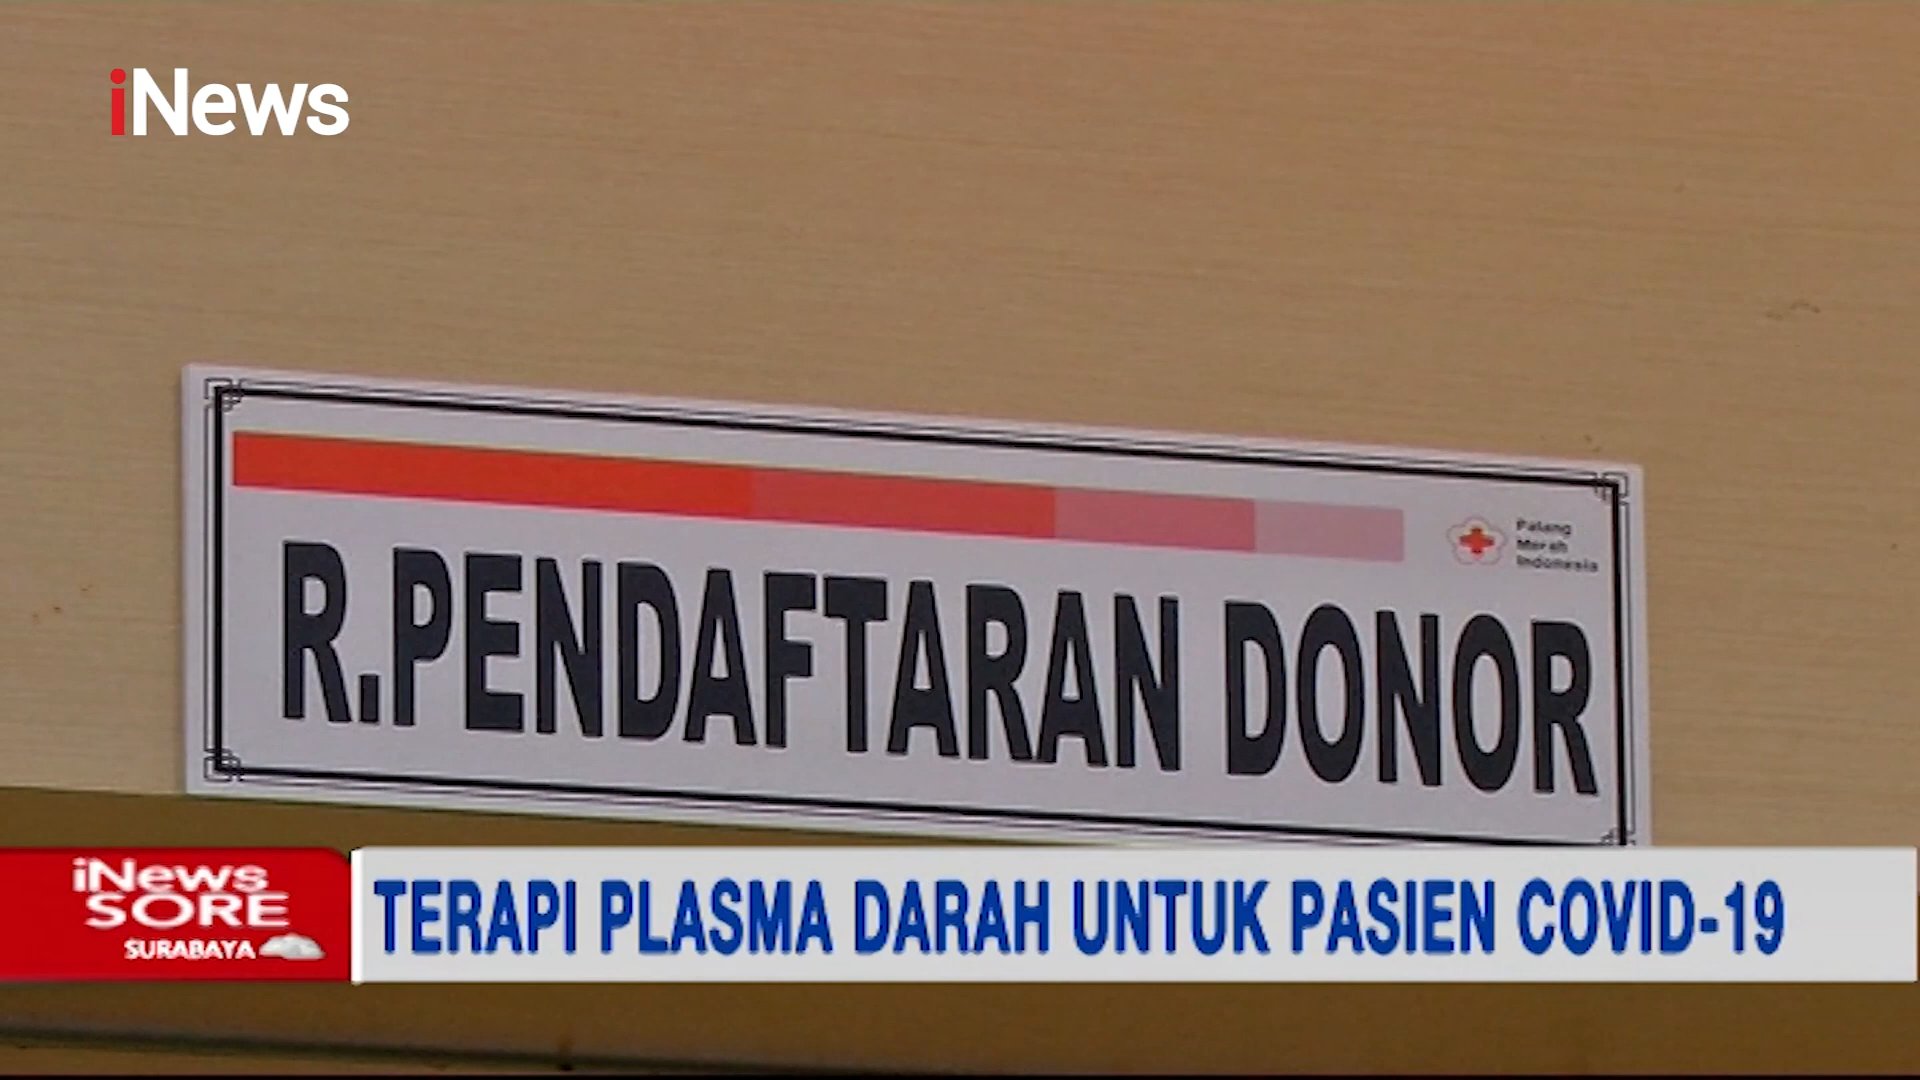 iNews
Palang
Merah
Indonesia
R.PENDAFTARAN DONOR
iNews
SORE
SURABAYA
TERAPI PLASMA DARAH UNTUK PASIEN COVID-19